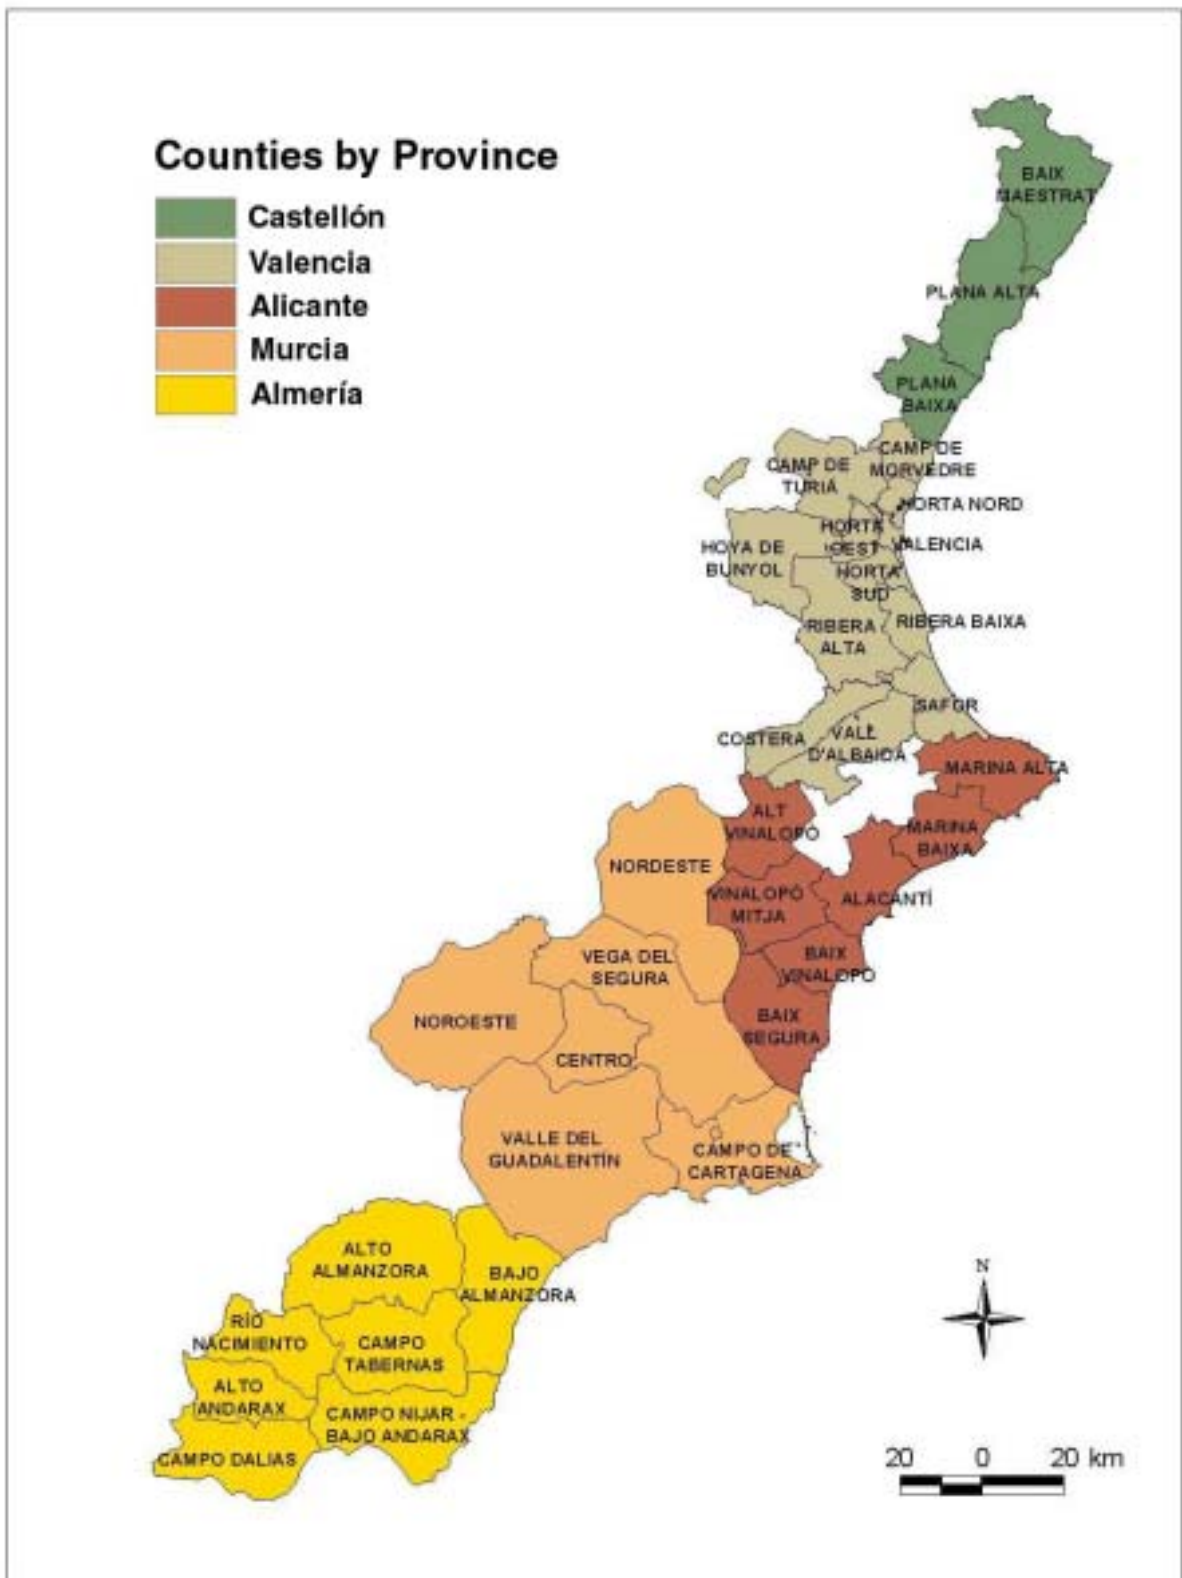 Counties by Province
Castellón
Valencia
Alicante
Murcia
Almería
BAIX
MAESTRAT
PLANA ALTA
PLANA
BAIXA
CAMP DE
MORVEDRE
CAMP DE
TURIÁ
HORTA NORD
HORTA
OEST
VALENCIA
HOYA DE
BUNYOL
HORTA
SUD
RIBERA BAIXA
RIBERA
ALTA
SAFOR
COSTERA
VALL
D'ALBAIDA
MARINA ALTA
ALT
VINALOPÓ
MARINA
BAIXA
NORDESTE
VINALOPÓ
MITJA
ALACANTÍ
BAIX
VINALOPÓ
VEGA DEL
SEGURA
NOROESTE
BAIX
SEGURA
CENTRO
VALLE DEL
GUADALENTÍN
CAMPO DE
CARTAGENA
ALTO
ALMANZORA
BAJO
ALMANZORA
RÍO
NACIMIENTO
CAMPO
TABERNAS
ALTO
ANDARAX
CAMPO NIJAR -
BAJO ANDARAX
CAMPO DALIAS
N
20 0 20 km